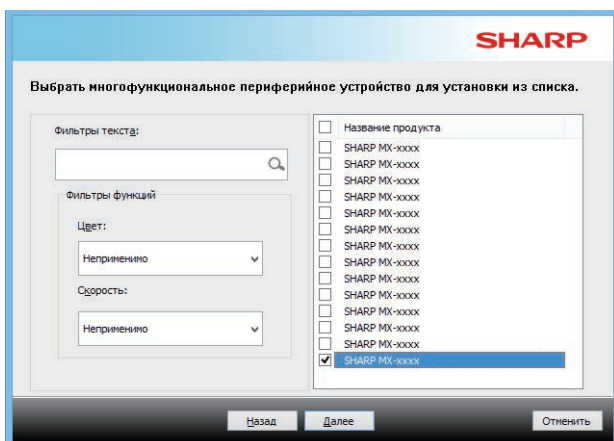 SHARP
Выбрать многофункциональное периферийное устройство для установки из списка.
Фильтры текста:
Фильтры функций
Цвет:
Неприменимо
Скорость:
Неприменимо
Название продукта
SHARP MX-xxxx
SHARP MX-xxxx
SHARP MX-xxxx
SHARP MX-xxxx
SHARP MX-xxxx
SHARP MX-xxxx
SHARP MX-xxxx
SHARP MX-xxxx
SHARP MX-xxxx
SHARP MX-xxxx
SHARP MX-xxxx
SHARP MX-xxxx
SHARP MX-xxxx
SHARP MX-xxxx
Назад
Далее
Отменить